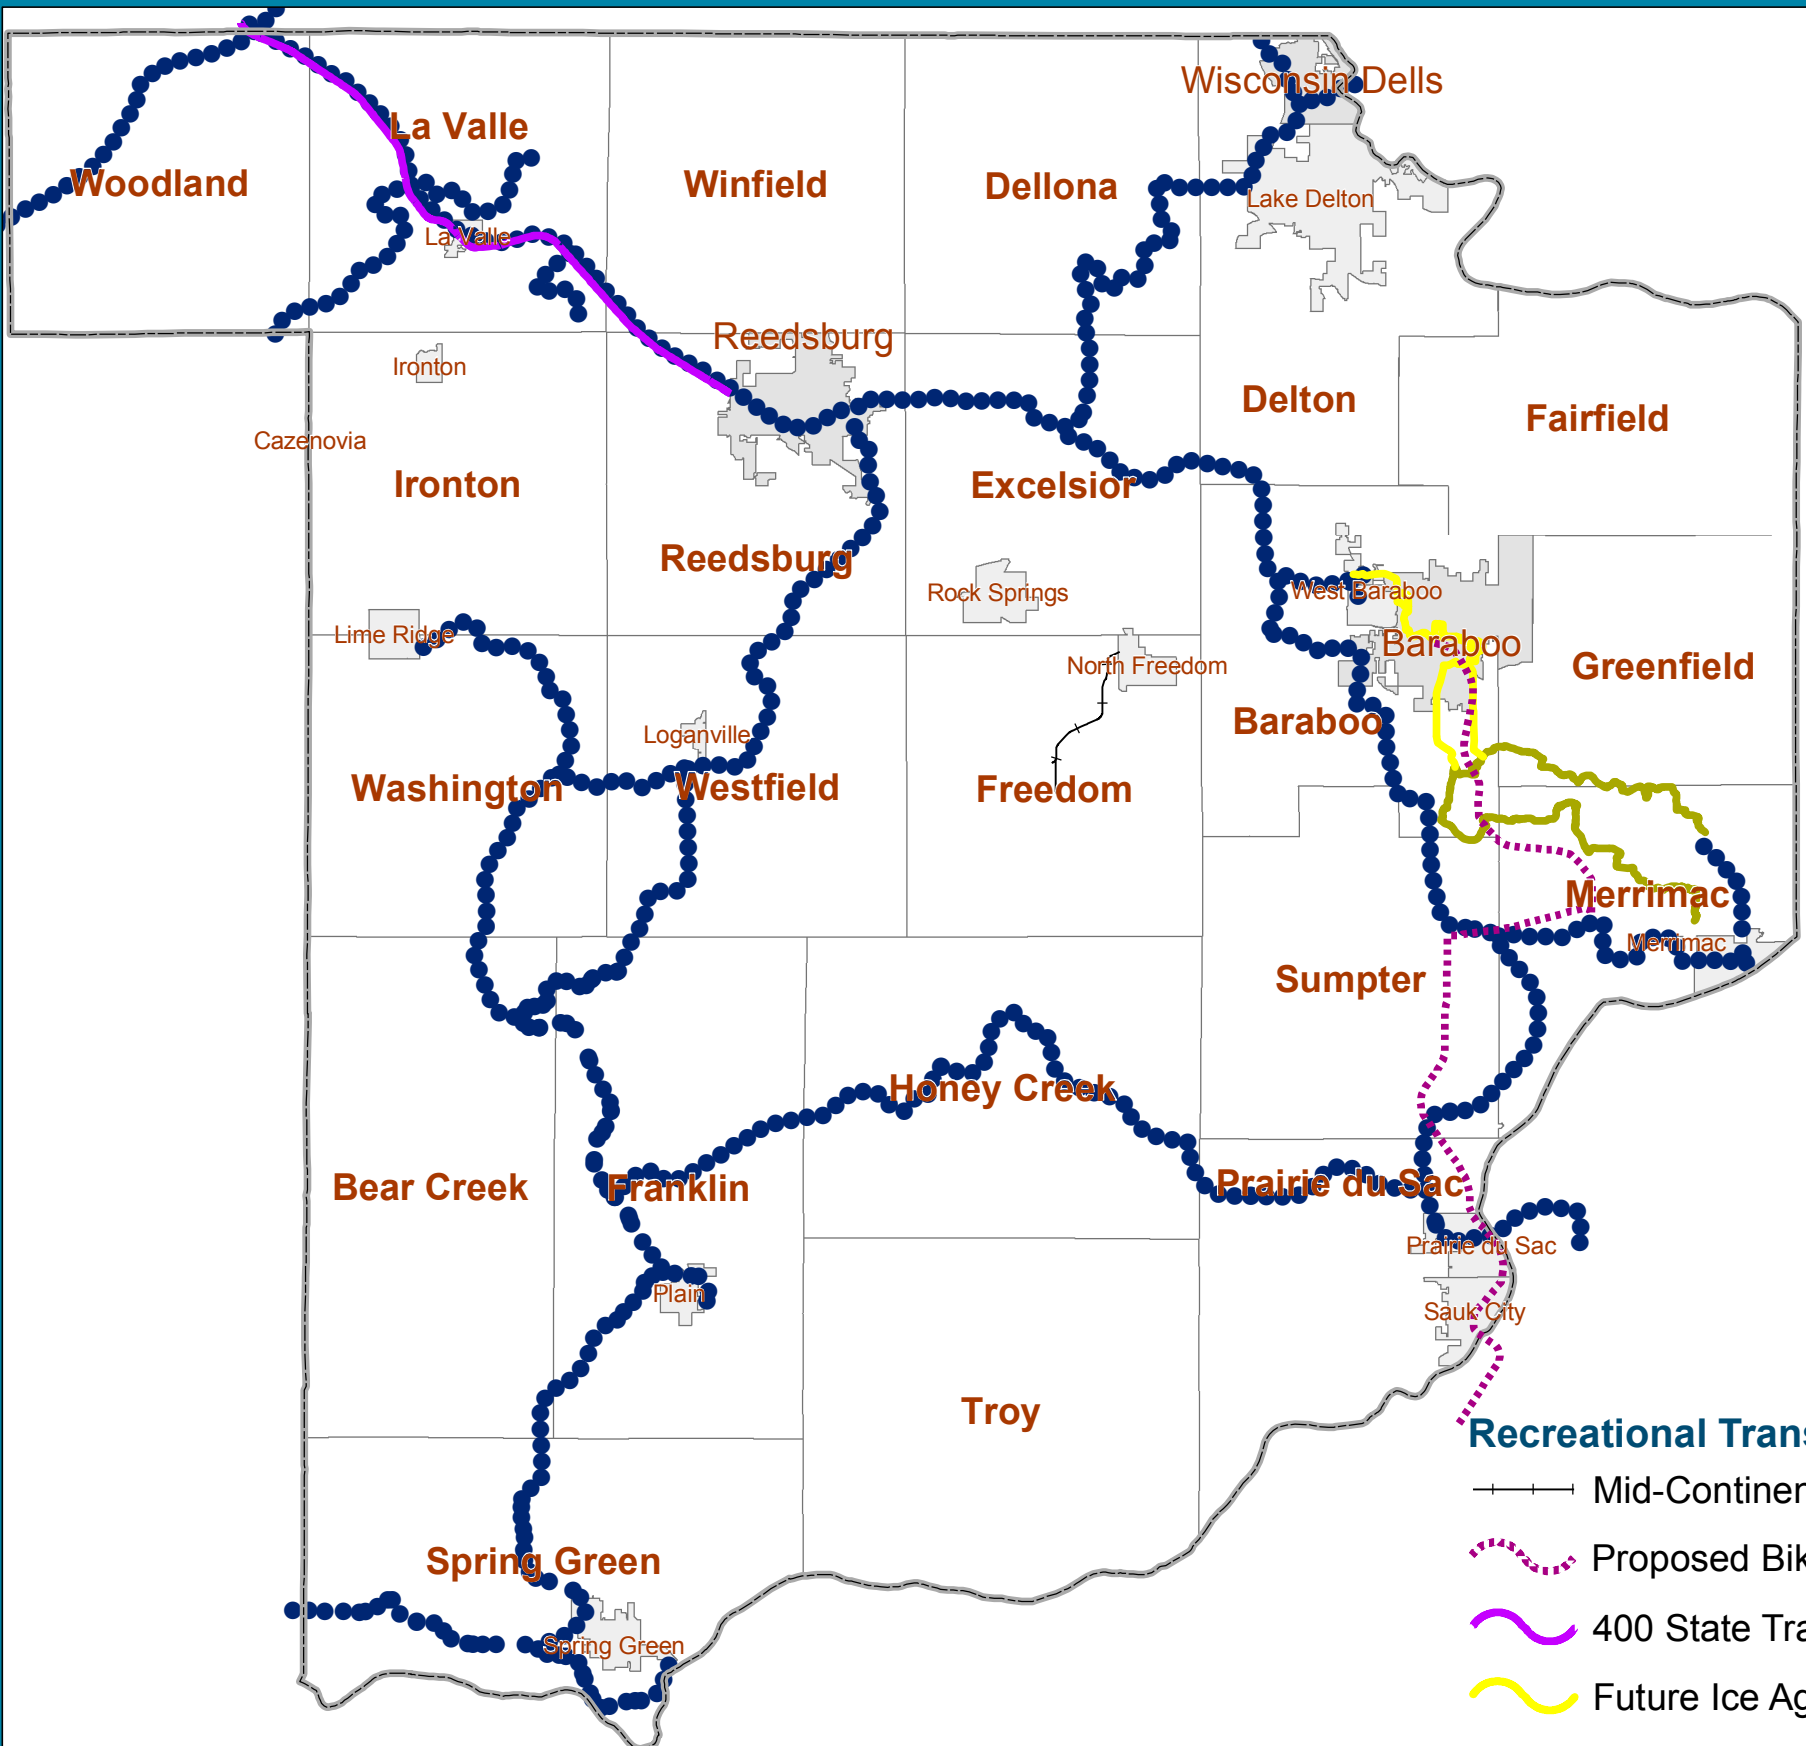 Wisconsin Dells
La Valle
Woodland
Winfield
Dellona
Lake Delton
La Valle
Reedsburg
Ironton
Delton
Fairfield
Cazenovia
Ironton
Excelsior
Reedsburg
Rock Springs
West Baraboo
Lime Ridge
Baraboo
North Freedom
Greenfield
Baraboo
Loganville
Washington
Westfield
Freedom
Merrimac
Merrimac
Sumpter
Honey Creek
Bear Creek
Franklin
Prairie du Sac
Prairie du Sac
Plain
Sauk City
Troy
Spring Green
Spring Green
Recreational Trans
Mid-Continen
Proposed Bik
400 State Tra
Future Ice Ag